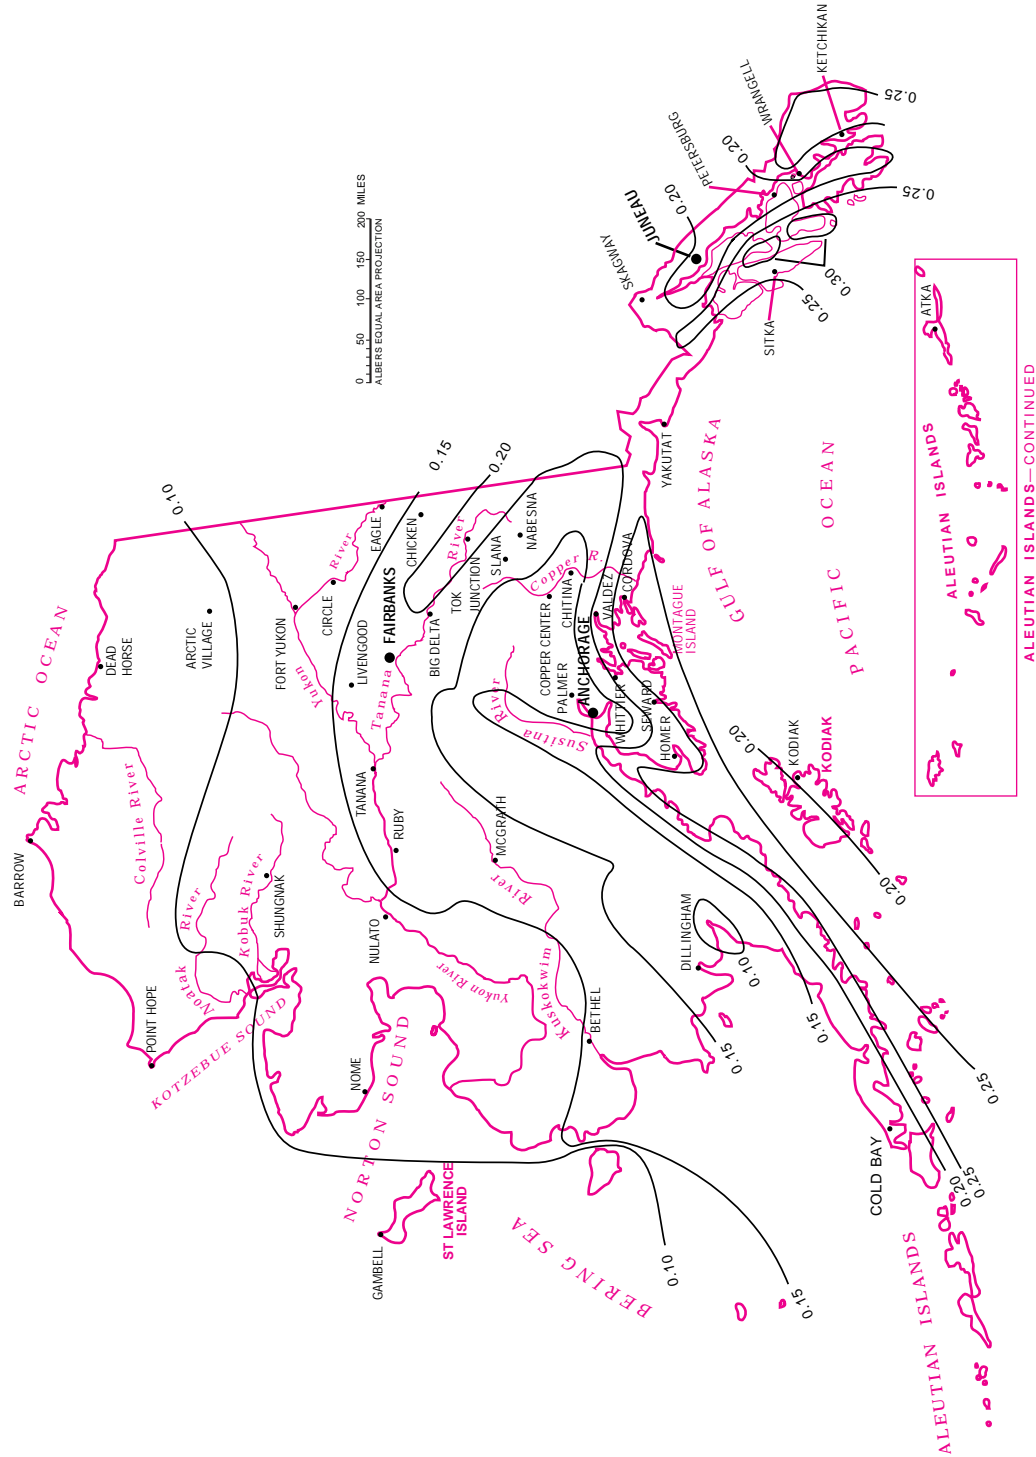 ARCTIC OCEAN
BARROW
DEAD
HORSE
POINT HOPE
Colville River
ARCTIC
VILLAGE
0.10
Noatak River
Kobuk River
SHUNGNAK
KOTZEBUE SOUND
FORT YUKON
Yukon
CIRCLE
River
EAGLE
CHICKEN
0.15
0.20
LIVENGOOD
FAIRBANKS
Tanana
River
BIG DELTA
TOK
JUNCTION
SLANA
NABESNA
TANANA
RUBY
NULATO
NOME
NORTON SOUND
Yukon River
MCGRATH
Kuskokwim
River
BETHEL
GAMBELL
ST LAWRENCE
ISLAND
BERING SEA
0.10
0.15
0.15
DILLINGHAM
0.10
0.15
Susitna
River
COPPER CENTER
PALMER
ANCHORAGE
CHITINA
Copper R.
VALDEZ
CORDOVA
WHITTIER
SEWARD
HOMER
MONTAGUE
ISLAND
YAKUTAT
GULF OF ALASKA
PACIFIC OCEAN
0.20
KODIAK
KODIAK
0.20
0.25
COLD BAY
0.20
0.25
ALEUTIAN ISLANDS
0 50 100 150 200 MILES
ALBERS EQUAL AREA PROJECTION
SKAGWAY
JUNEAU
0.20
PETERSBURG
0.20
WRANGELL
KETCHIKAN
0.25
0.25
0.30
0.25
SITKA
ATKA
ALEUTIAN ISLANDS
ALEUTIAN ISLANDS—CONTINUED